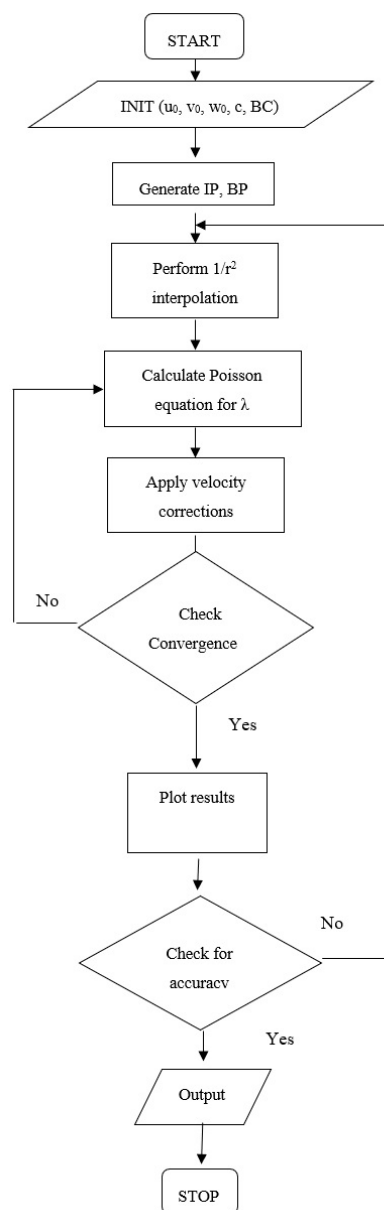 START
INIT (u₀, v₀, w₀, c, BC)
Generate IP, BP
Perform 1/r²
interpolation
Calculate Poisson
equation for λ
Apply velocity
corrections
No
Check
Convergence
Yes
Plot results
No
Check for
accuracy
Yes
Output
STOP